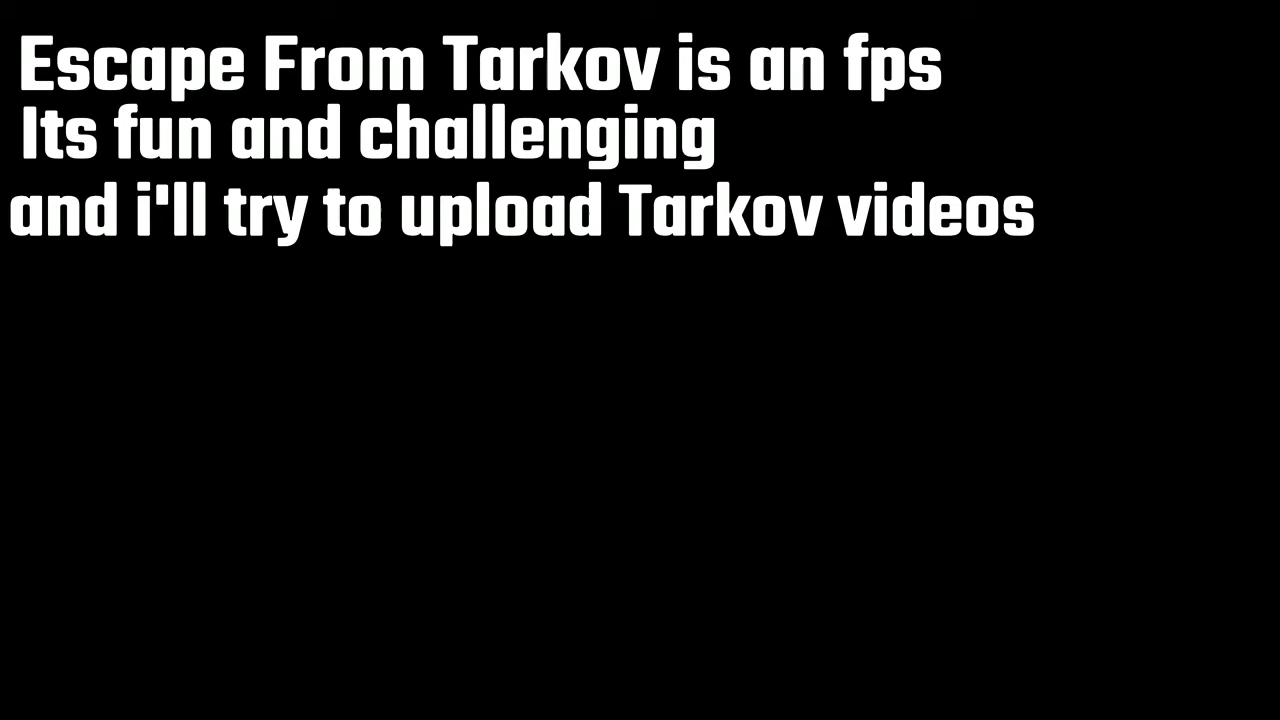 Escape From Tarkov is an fps
Its fun and challenging
and i'll try to upload Tarkov videos